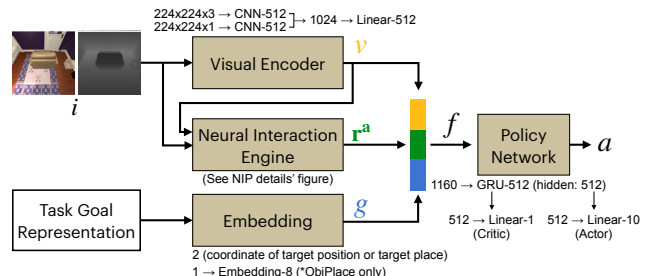 224x224x3 → CNN-512
224x224x1 → CNN-512
1024 → Linear-512
Visual Encoder
v
i
Neural Interaction
Engine
rᵃ
(See NIP details' figure)
f
Policy
Network
a
1160 → GRU-512 (hidden: 512)
512 → Linear-1
(Critic)
512 → Linear-10
(Actor)
Task Goal
Representation
Embedding
g
2 (coordinate of target position or target place)
1 → Embedding-8 (*ObjPlace only)